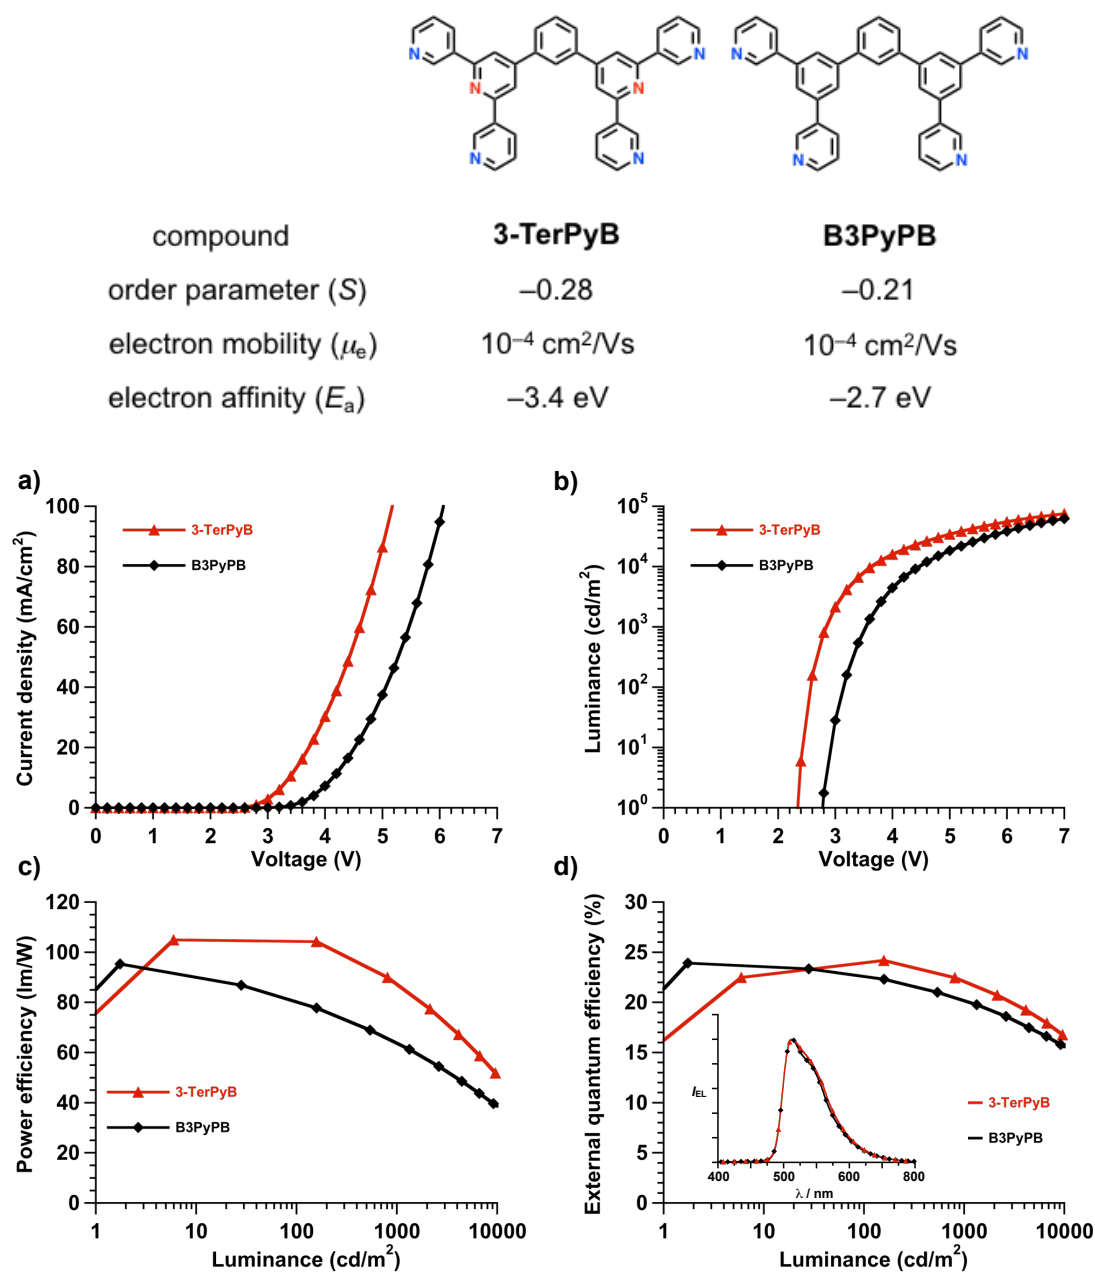 N N N N
N N
N N N N
compound 3-TerPyB B3PyPB
order parameter (S) –0.28 –0.21
electron mobility (μe) 10–4 cm2/Vs 10–4 cm2/Vs
electron affinity (Ea) –3.4 eV –2.7 eV
a)
Current density (mA/cm2)
100
80
60
40
20
0
3-TerPyB
B3PyPB
0 1 2 3 4 5 6 7
Voltage (V)
b)
Luminance (cd/m2)
105
104
103
102
101
100
3-TerPyB
B3PyPB
0 1 2 3 4 5 6 7
Voltage (V)
c)
Power efficiency (lm/W)
120
100
80
60
40
20
0
3-TerPyB
B3PyPB
1 10 100 1000 10000
Luminance (cd/m2)
d)
External quantum efficiency (%)
30
25
20
15
10
5
0
IEL
400 500 600 800
λ / nm
3-TerPyB
B3PyPB
1 10 100 1000 10000
Luminance (cd/m2)